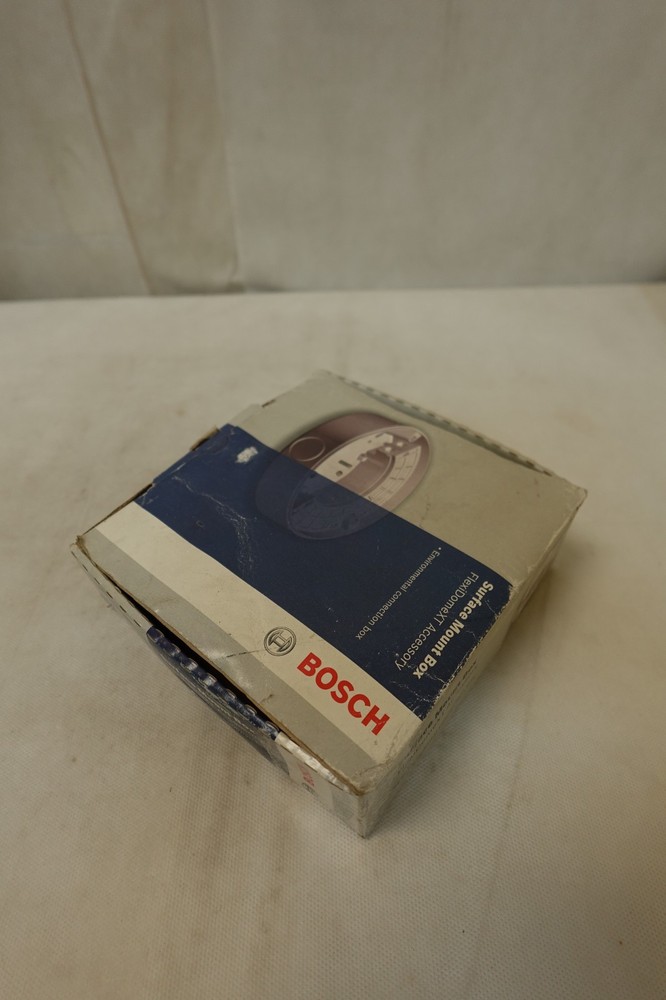 Surface Mount Box
FlexiDomeXT Accessory
• Environmental connection box
BOSCH